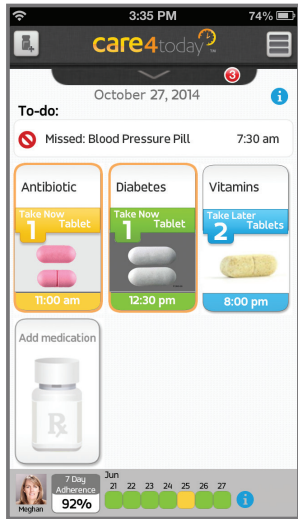 3:35 PM 74%
care4today™
3
October 27, 2014
To-do:
Missed: Blood Pressure Pill 7:30 am
Antibiotic
Take Now
1 Tablet
11:00 am
Diabetes
Take Now
1 Tablet
12:30 pm
Vitamins
Take Later
2 Tablets
8:00 pm
Add medication
Rx
Meghan
7 Day
Adherence
92%
Jun
21 22 23 24 25 26 27